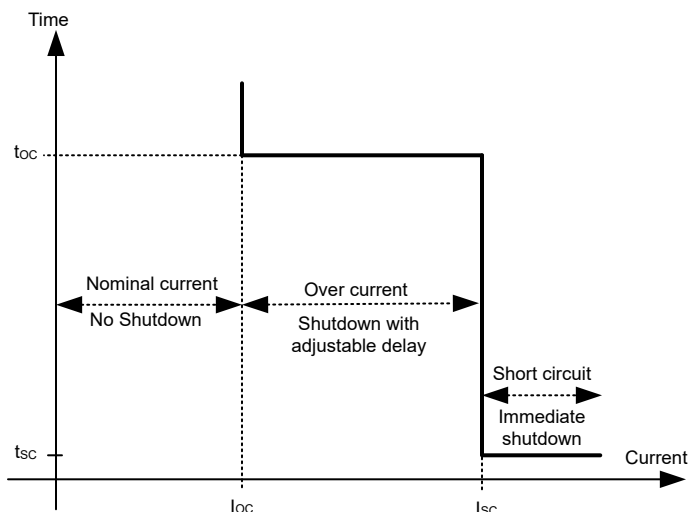 Time
tOC
Nominal current
No Shutdown
Over current
Shutdown with
adjustable delay
Short circuit
Immediate
shutdown
tSC
Current
IOC
ISC